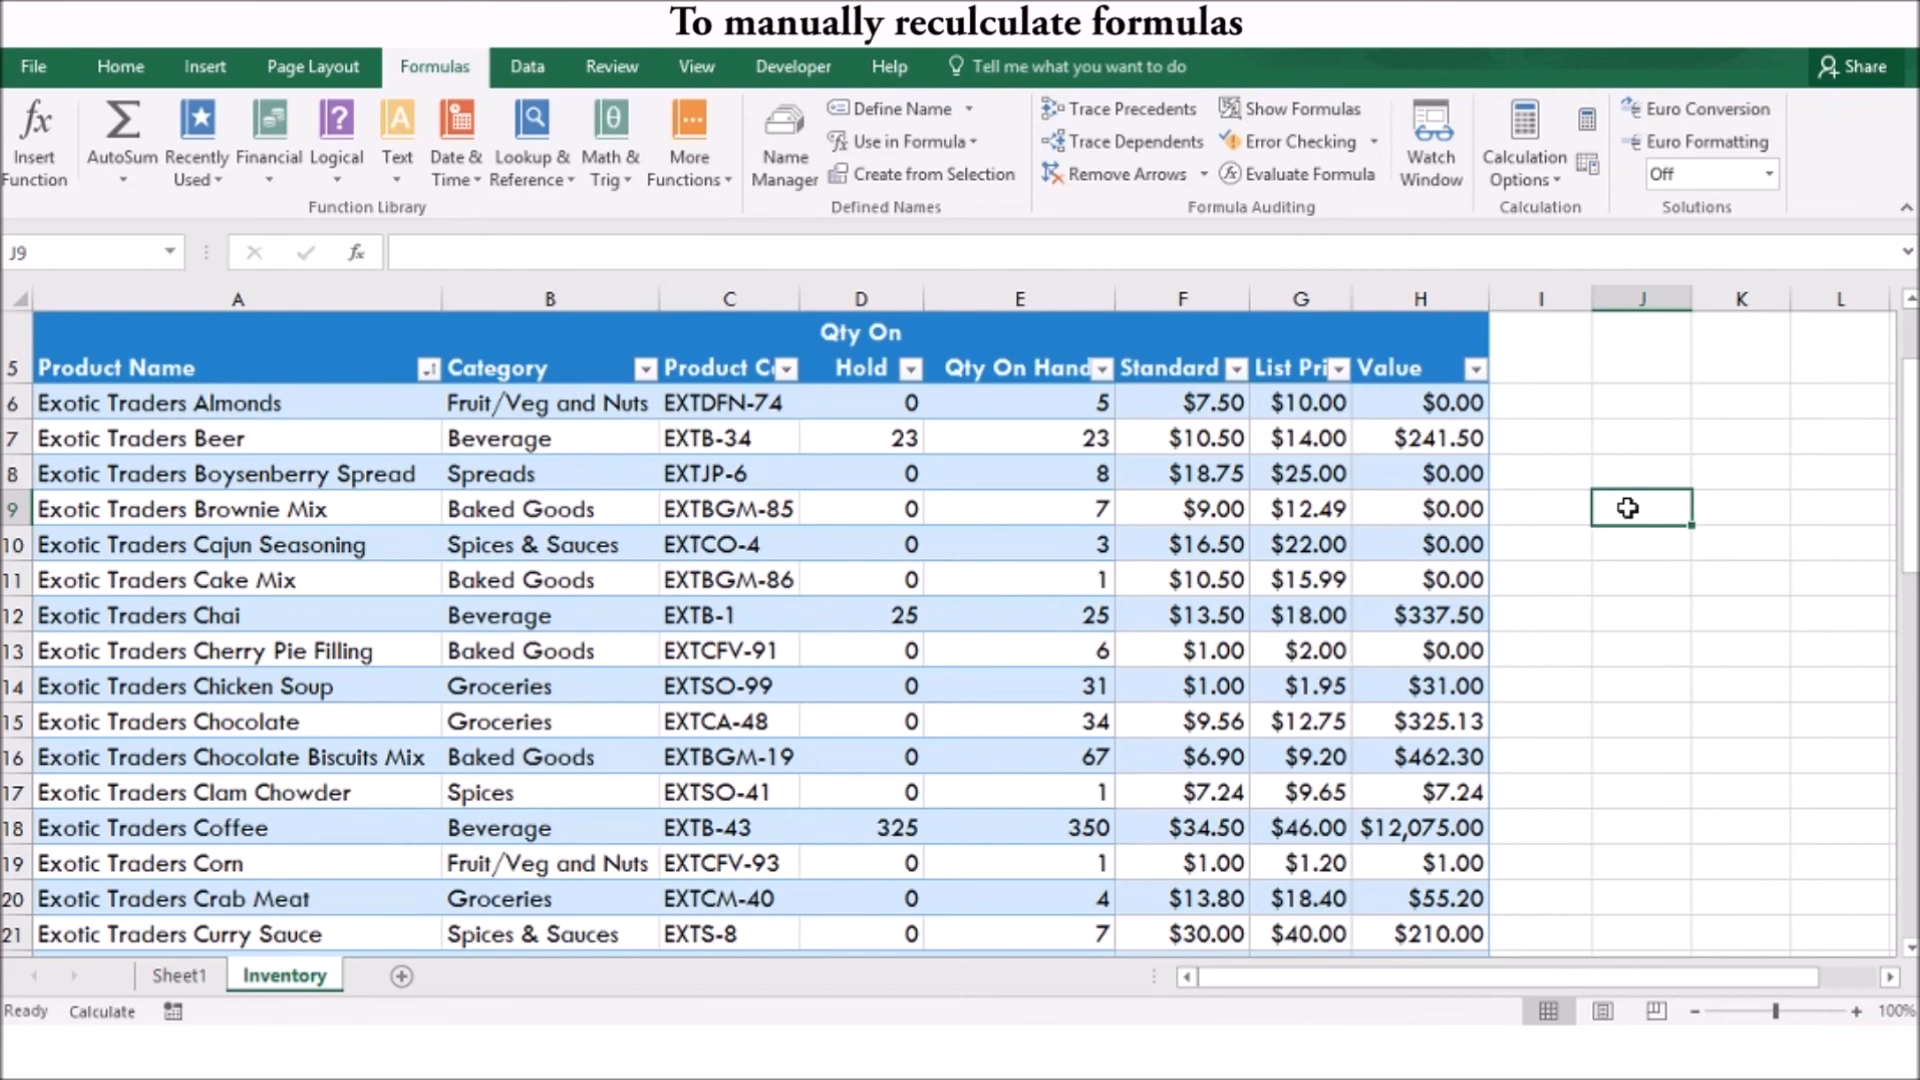 To manually reculculate formulas
File Home Insert Page Layout Formulas Data Review View Developer Help Tell me what you want to do Share
Insert Function
AutoSum
Recently Used
Financial
Logical
Text
Date & Time
Lookup & Reference
Math & Trig
More Functions
Function Library
Name Manager
Define Name
Use in Formula
Create from Selection
Defined Names
Trace Precedents
Trace Dependents
Remove Arrows
Show Formulas
Error Checking
Evaluate Formula
Formula Auditing
Watch Window
Calculation Options
Calculation
Euro Conversion
Euro Formatting
Off
Solutions
J9
fx
A B C D E F G H I J K L
5 Product Name Category Product C Qty On Hold Qty On Hand Standard List Pri Value
6 Exotic Traders Almonds Fruit/Veg and Nuts EXTDFN-74 0 5 $7.50 $10.00 $0.00
7 Exotic Traders Beer Beverage EXTB-34 23 23 $10.50 $14.00 $241.50
8 Exotic Traders Boysenberry Spread Spreads EXTJP-6 0 8 $18.75 $25.00 $0.00
9 Exotic Traders Brownie Mix Baked Goods EXTBGM-85 0 7 $9.00 $12.49 $0.00
10 Exotic Traders Cajun Seasoning Spices & Sauces EXTCO-4 0 3 $16.50 $22.00 $0.00
11 Exotic Traders Cake Mix Baked Goods EXTBGM-86 0 1 $10.50 $15.99 $0.00
12 Exotic Traders Chai Beverage EXTB-1 25 25 $13.50 $18.00 $337.50
13 Exotic Traders Cherry Pie Filling Baked Goods EXTCFV-91 0 6 $1.00 $2.00 $0.00
14 Exotic Traders Chicken Soup Groceries EXTSO-99 0 31 $1.00 $1.95 $31.00
15 Exotic Traders Chocolate Groceries EXTCA-48 0 34 $9.56 $12.75 $325.13
16 Exotic Traders Chocolate Biscuits Mix Baked Goods EXTBGM-19 0 67 $6.90 $9.20 $462.30
17 Exotic Traders Clam Chowder Spices EXTSO-41 0 1 $7.24 $9.65 $7.24
18 Exotic Traders Coffee Beverage EXTB-43 325 350 $34.50 $46.00 $12,075.00
19 Exotic Traders Corn Fruit/Veg and Nuts EXTCFV-93 0 1 $1.00 $1.20 $1.00
20 Exotic Traders Crab Meat Groceries EXTCM-40 0 4 $13.80 $18.40 $55.20
21 Exotic Traders Curry Sauce Spices & Sauces EXTS-8 0 7 $30.00 $40.00 $210.00
Sheet1 Inventory
Ready Calculate 100%